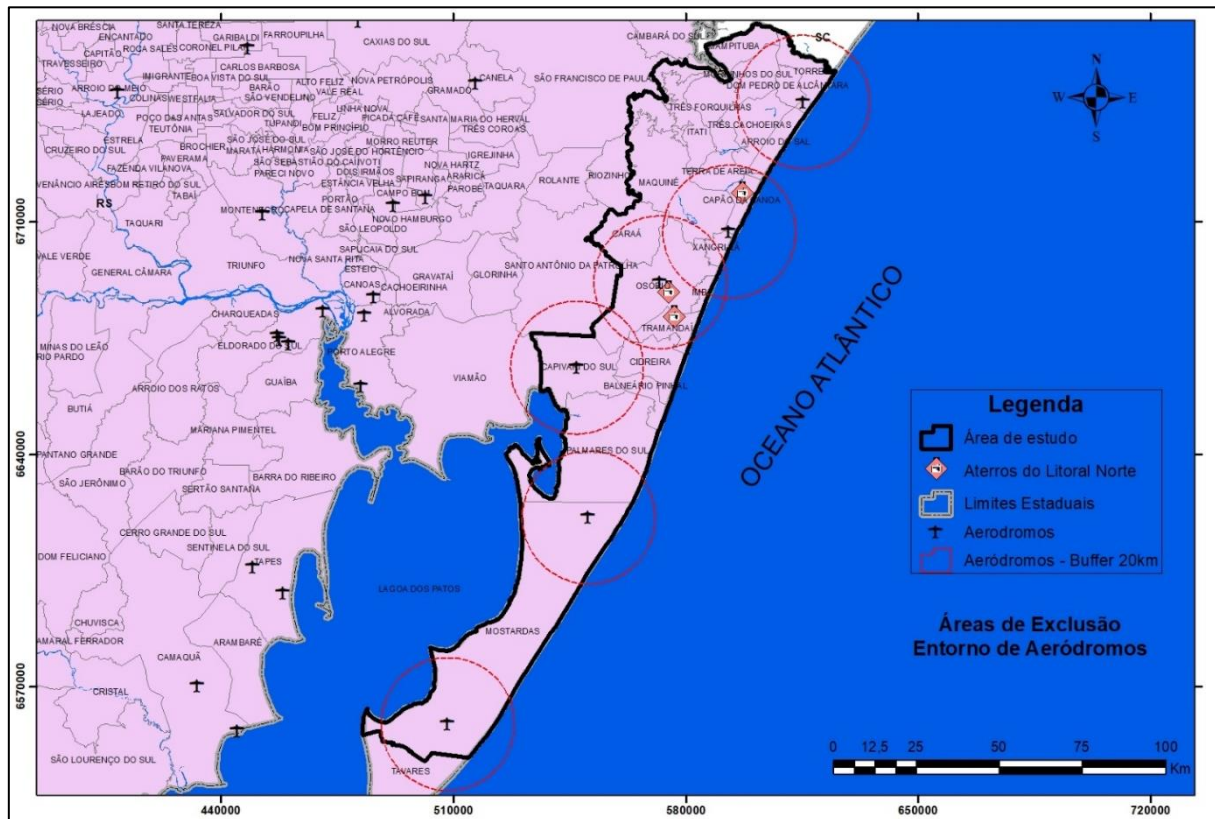 NOVA BRÉSCIA
SANTA TEREZA
FARROUPILHA
CAMBARÁ DO SUL
SC
ENCANTADO
GARIBALDI
CAXIAS DO SUL
ROCA SALES
CORONEL PILAR
CAPITÃO
TRAVESSEIRO
CARLOS BARBOSA
TORRES
DOM PEDRO DE ALCÂNTARA
IMIGRANTE
BOA VISTA DO SUL
ALTO FELIZ
NOVA PETRÓPOLIS
CANELA
SÃO FRANCISCO DE PAULA
SÉRIO
ARROIO DO MEIO
BARÃO
VALE REAL
GRAMADO
COLINAS
WESTFALIA
SÃO VENDELINO
LAJEADO
POÇO DAS ANTAS
SALVADOR DO SUL
FELIZ
LINHA NOVA
PICADA CAFÉ
SANTA MARIA DO HERVAL
TRÊS FORQUILHAS
TEUTÔNIA
TUPANDI
BOM PRINCÍPIO
TRÊS COROAS
TRÊS CACHOEIRAS
ITATI
ESTRELA
BROCHIER
SÃO JOSÉ DO SUL
MORRO REUTER
ARROIO DO SAL
CRUZEIRO DO SUL
PAVERAMA
MARATÁ
HARMONIA
SÃO JOSÉ DO HORTÊNCIO
IGREJINHA
FAZENDA VILANOVA
DOIS IRMÃOS
NOVA HARTZ
TERRA DE AREIA
VENÂNCIO AIRES
BOM RETIRO DO SUL
PARECI NOVO
ESTÂNCIA VELHA
SAPIRANGA
ARARICÁ
ROLANTE
RIOZINHO
MAQUINÉ
TABAÍ
PORTÃO
CAMPO BOM
PAROBÉ
TAQUARA
CAPÃO DA CANOA
RS
MONTENEGRO
CAPELA DE SANTANA
NOVO HAMBURGO
TAQUARI
SÃO LEOPOLDO
CARAÁ
XANGRI-LÁ
SAPUCAIA DO SUL
VALE VERDE
TRIUNFO
NOVA SANTA RITA
GLORINHA
SANTO ANTÔNIO DA PATRULHA
GENERAL CÂMARA
ESTEIO
GRAVATAÍ
CANOAS
CACHOEIRINHA
OSÓRIO
IMBÉ
CHARQUEADAS
ALVORADA
TRAMANDAÍ
MINAS DO LEÃO
RIO PARDO
ELDORADO DO SUL
PORTO ALEGRE
CIDREIRA
CAPIVARI DO SUL
GUAÍBA
VIAMÃO
ARROIO DOS RATOS
BALNEÁRIO PINHAL
BUTIÁ
MARIANA PIMENTEL
PANTANO GRANDE
PALMARES DO SUL
BARÃO DO TRIUNFO
BARRA DO RIBEIRO
SÃO JERÔNIMO
SERTÃO SANTANA
CERRO GRANDE DO SUL
SENTINELA DO SUL
DOM FELICIANO
TAPES
LAGOA DOS PATOS
CHUVISCA
MOSTARDAS
AMARAL FERRADOR
ARAMBARÉ
CAMAQUÃ
CRISTAL
SÃO LOURENÇO DO SUL
TAVARES
OCEANO ATLÂNTICO
N
W E
S
Legenda
Área de estudo
Aterros do Litoral Norte
Limites Estaduais
Aerodromos
Aeródromos - Buffer 20km
Áreas de Exclusão
Entorno de Aeródromos
0 12,5 25 50 75 100
Km
6710000
6640000
6570000
440000 510000 580000 650000 720000